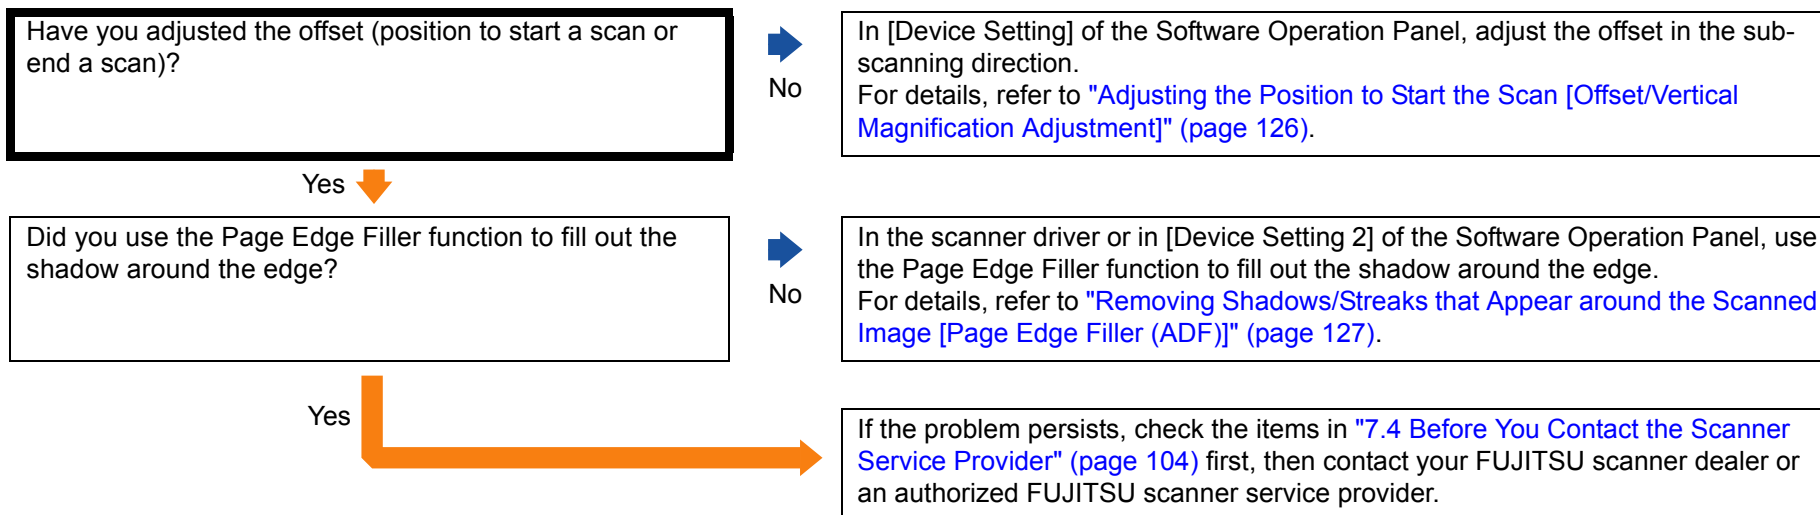 Have you adjusted the offset (position to start a scan or
end a scan)?
No
In [Device Setting] of the Software Operation Panel, adjust the offset in the sub-
scanning direction.
For details, refer to "Adjusting the Position to Start the Scan [Offset/Vertical
Magnification Adjustment]" (page 126).
Yes
Did you use the Page Edge Filler function to fill out the
shadow around the edge?
No
In the scanner driver or in [Device Setting 2] of the Software Operation Panel, use
the Page Edge Filler function to fill out the shadow around the edge.
For details, refer to "Removing Shadows/Streaks that Appear around the Scanned
Image [Page Edge Filler (ADF)]" (page 127).
Yes
If the problem persists, check the items in "7.4 Before You Contact the Scanner
Service Provider" (page 104) first, then contact your FUJITSU scanner dealer or
an authorized FUJITSU scanner service provider.